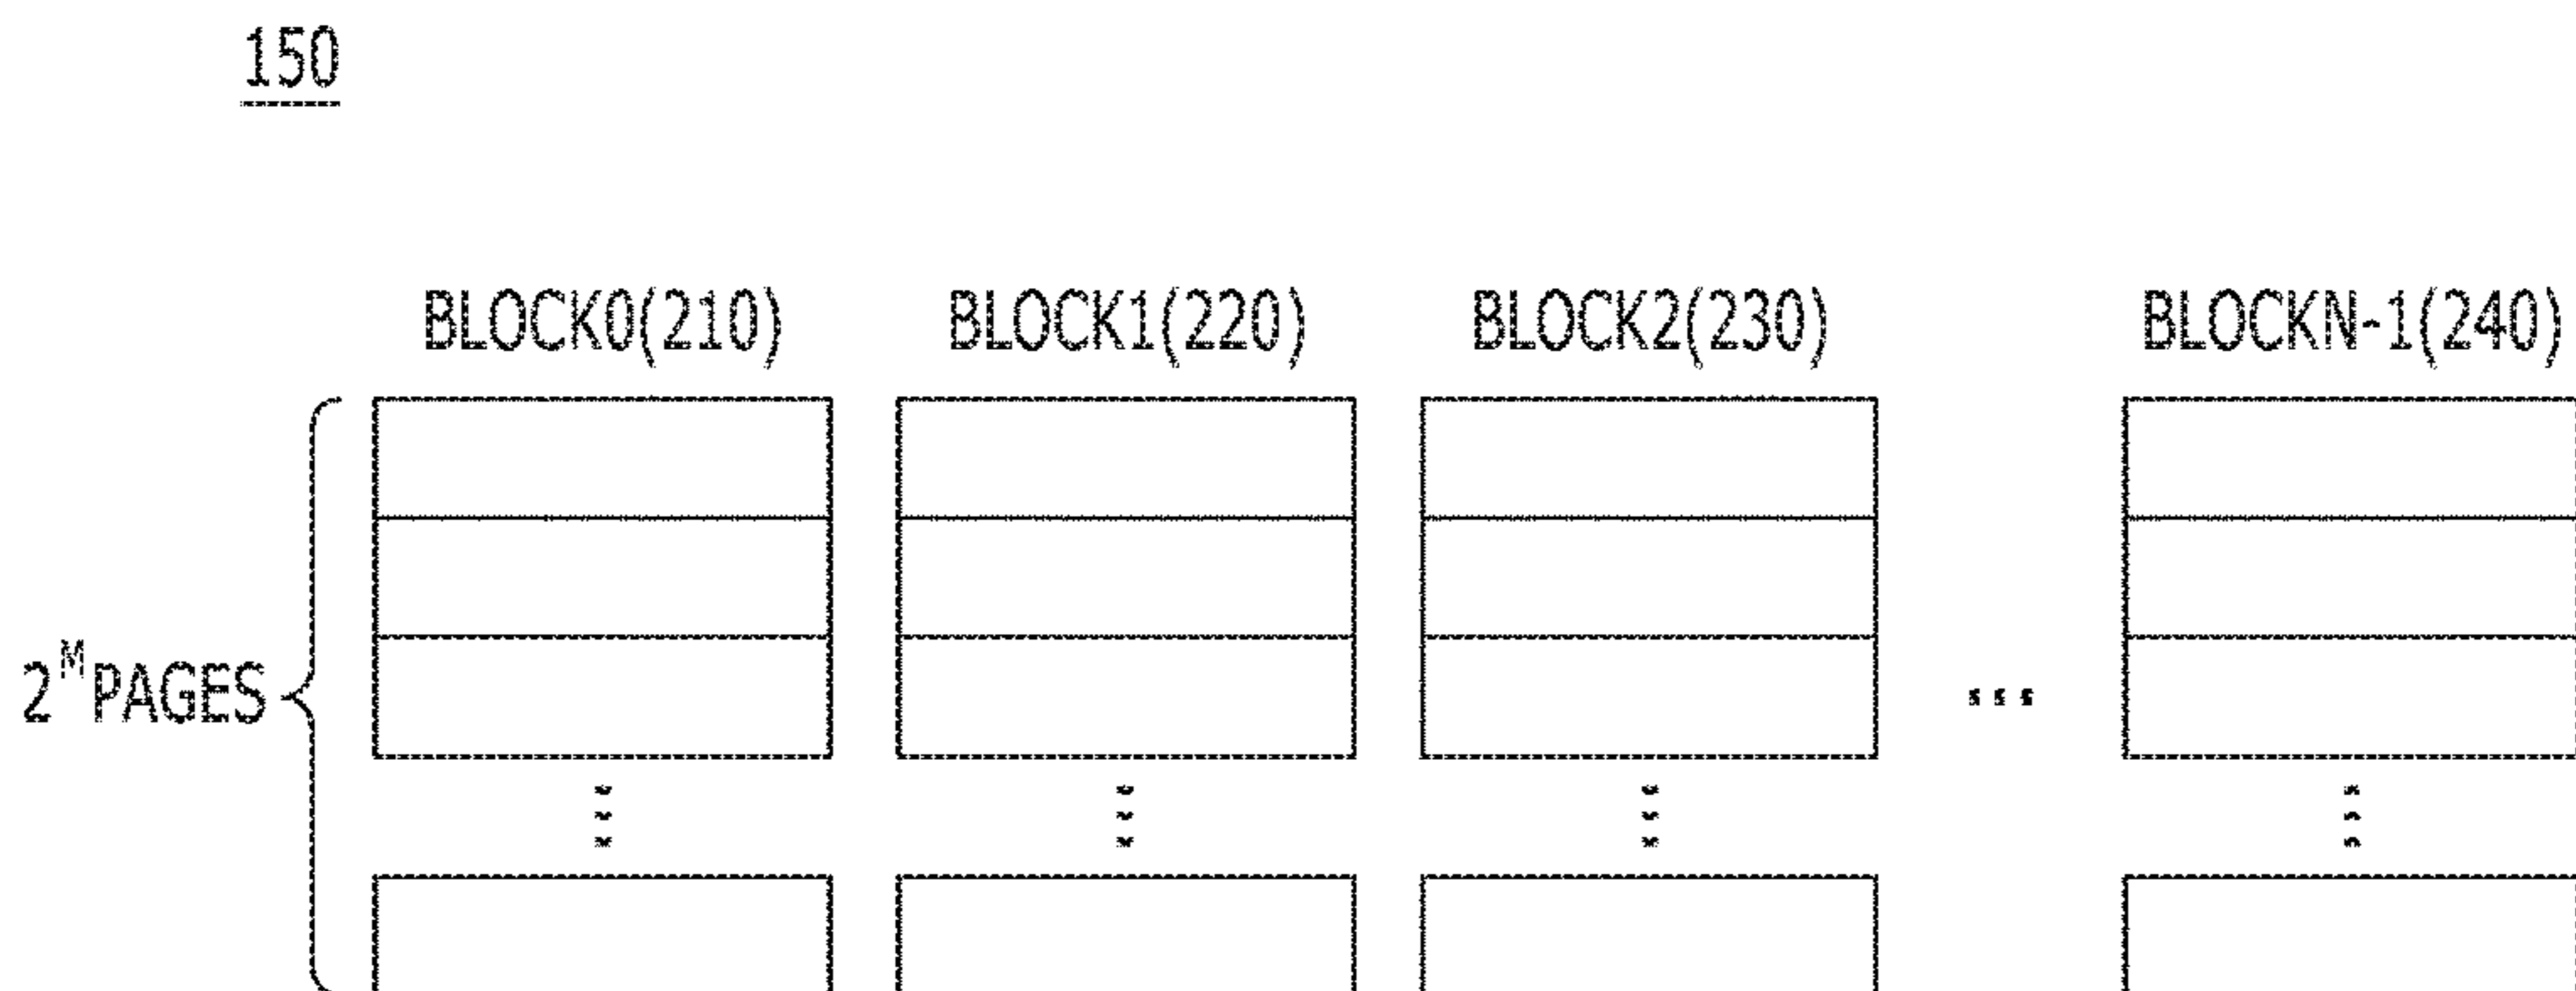 150
BLOCK0(210) BLOCK1(220) BLOCK2(230) BLOCKN-1(240)
2^M PAGES
...